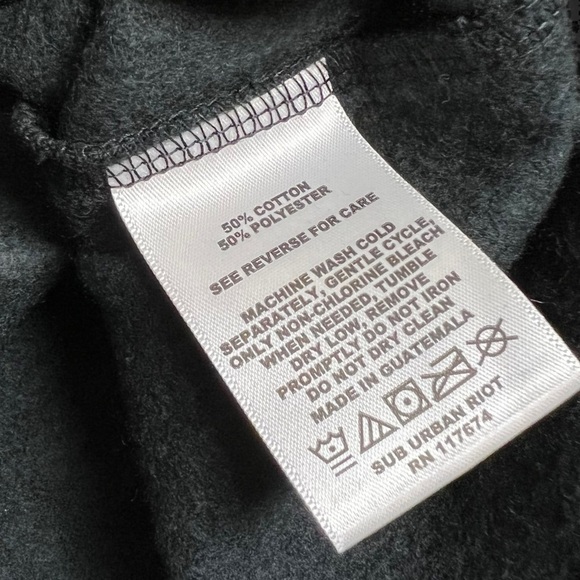 50% COTTON
50% POLYESTER
SEE REVERSE FOR CARE
MACHINE WASH COLD
SEPARATELY, GENTLE CYCLE,
ONLY NON-CHLORINE BLEACH
WHEN NEEDED, TUMBLE
DRY LOW, REMOVE
PROMPTLY DO NOT IRON
DO NOT DRY CLEAN
MADE IN GUATEMALA
SUB URBAN RIOT
RN 117674